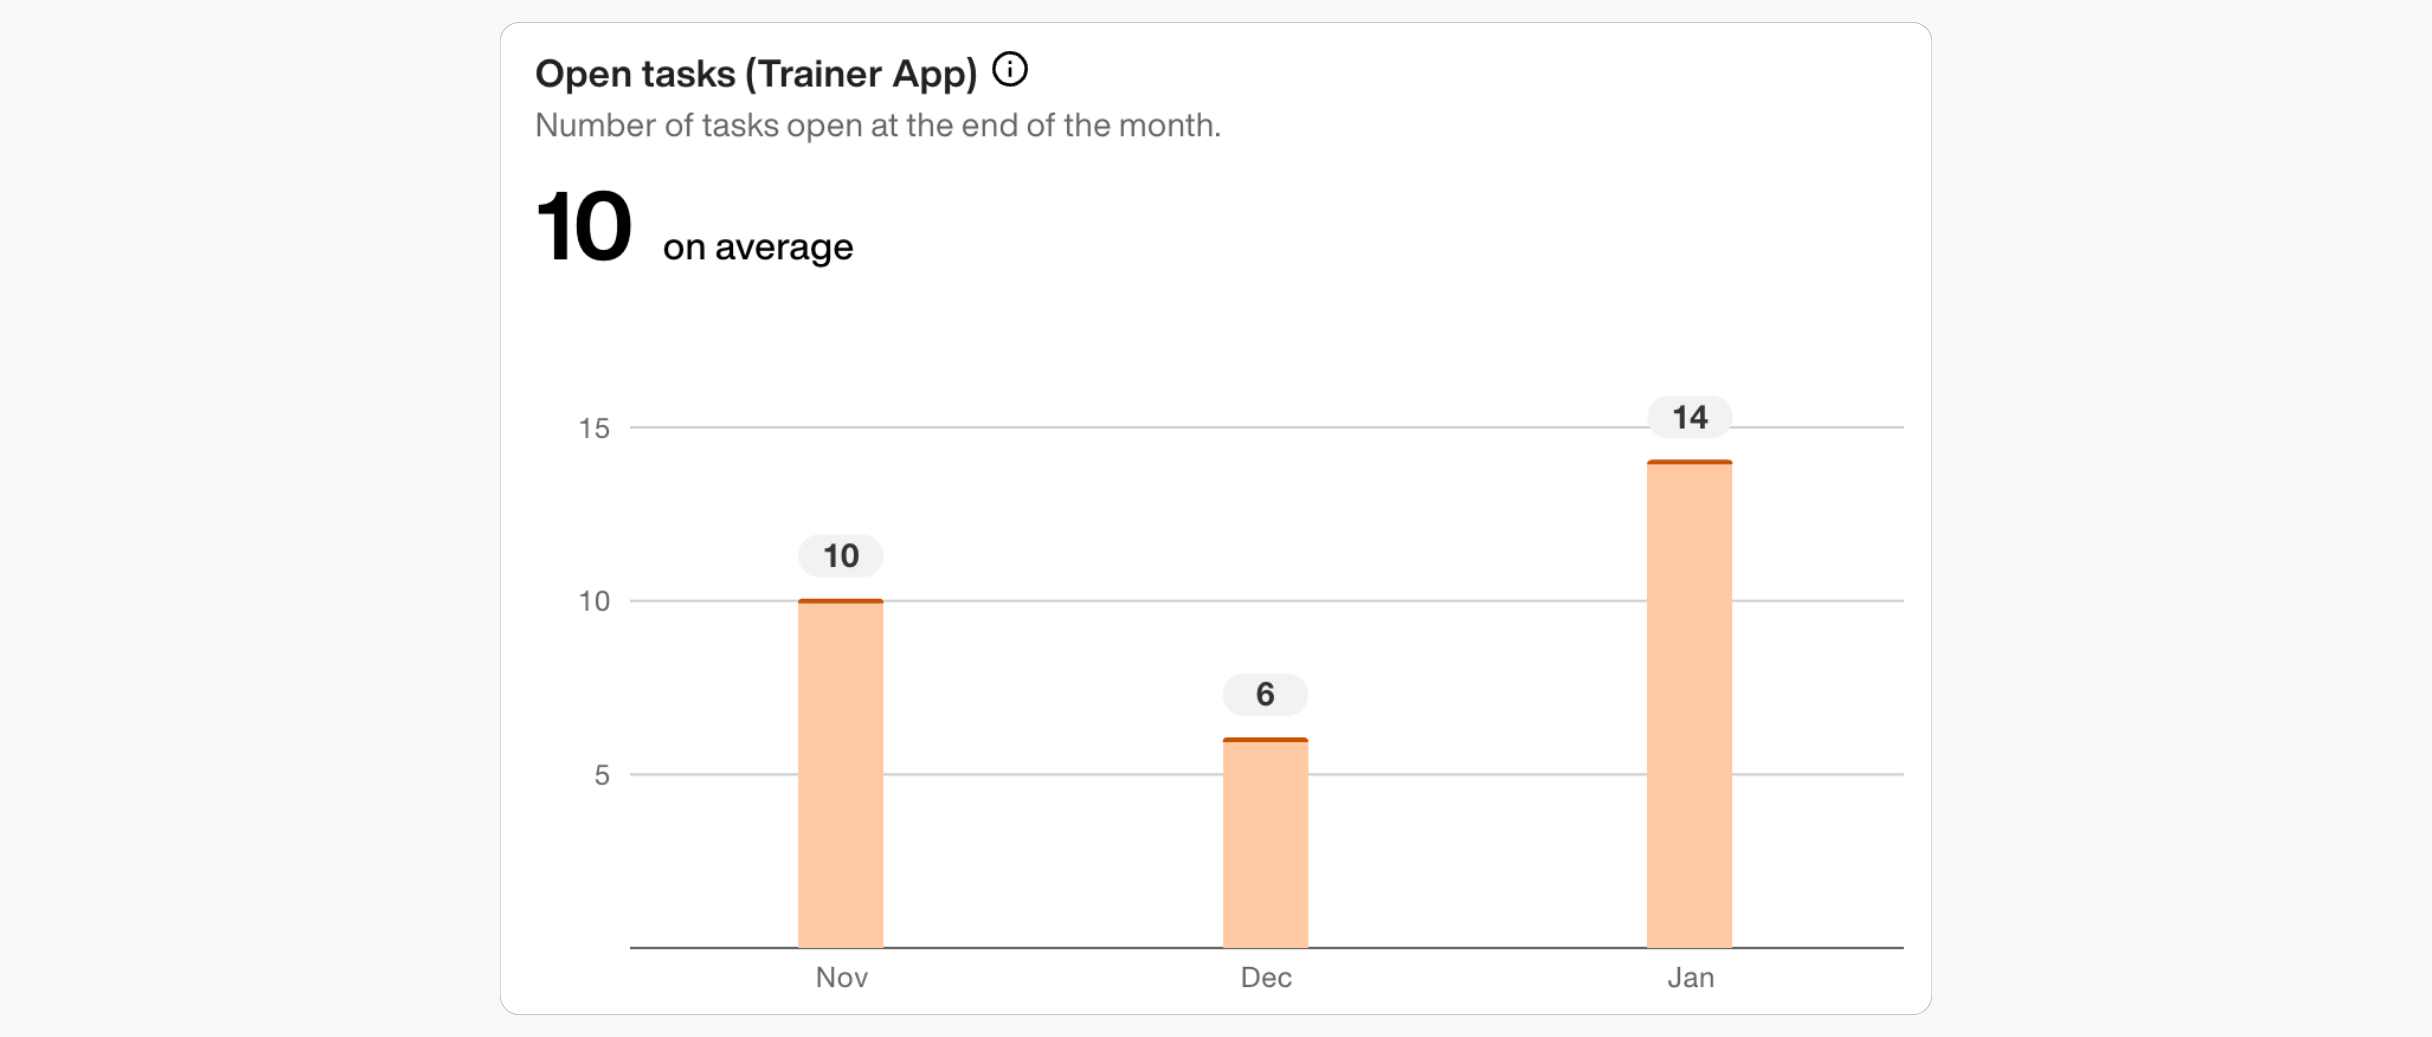 Open tasks (Trainer App)
Number of tasks open at the end of the month.
10 on average
15
10
5
10
6
14
Nov
Dec
Jan